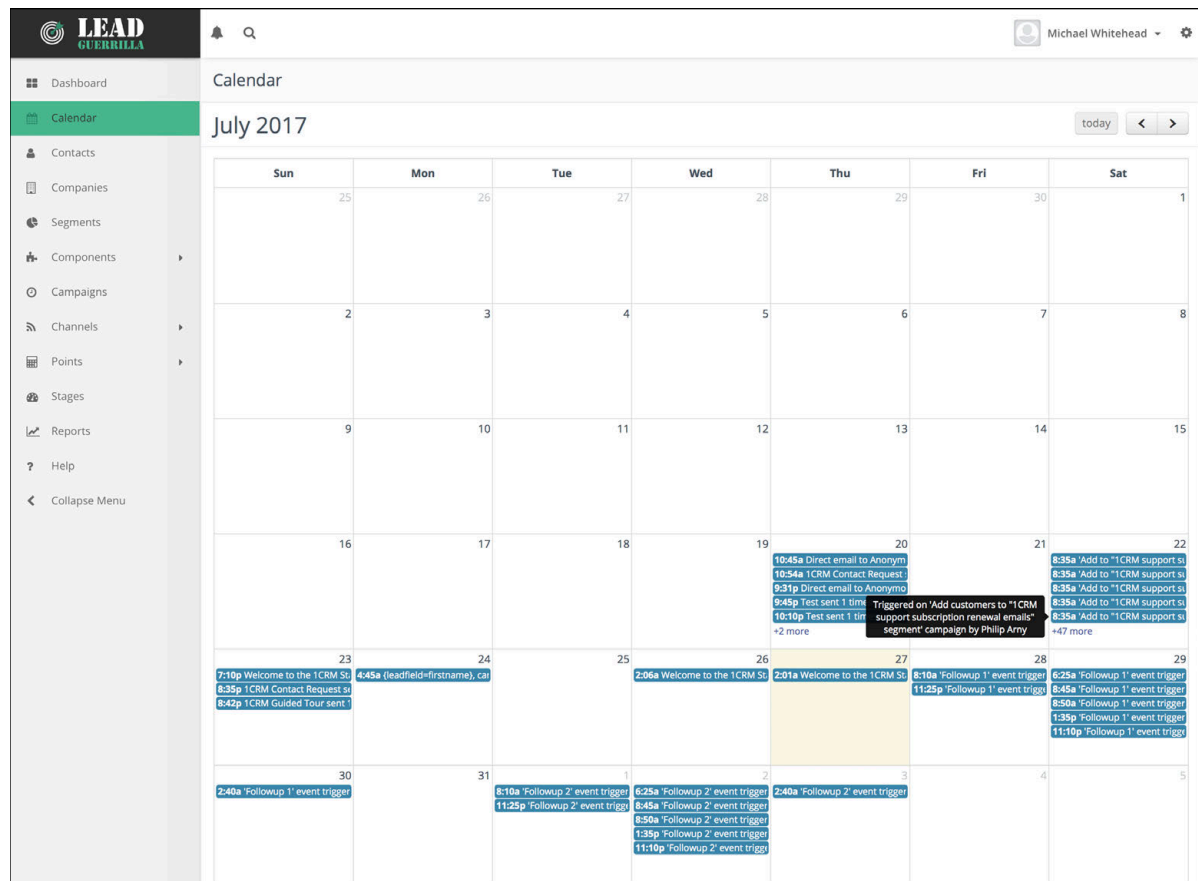 LEAD
GUERRILLA
Michael Whitehead
Dashboard
Calendar
Contacts
Companies
Segments
Components
Campaigns
Channels
Points
Stages
Reports
? Help
Collapse Menu
Calendar
July 2017
today
Sun Mon Tue Wed Thu Fri Sat
25 26 27 28 29 30 1
2 3 4 5 6 7 8
9 10 11 12 13 14 15
16 17 18 19 20 21 22
10:45a Direct email to Anonym
10:54a 1CRM Contact Request
9:31p Direct email to Anonymo
9:45p Test sent 1 time
10:10p Test sent 1 tim
+2 more
Triggered on 'Add customers to "1CRM
support subscription renewal emails"
segment' campaign by Philip Arny
8:35a 'Add to "1CRM support su
8:35a 'Add to "1CRM support su
8:35a 'Add to "1CRM support su
8:35a 'Add to "1CRM support su
8:35a 'Add to "1CRM support su
+47 more
23 24 25 26 27 28 29
7:10p Welcome to the 1CRM St
8:35p 1CRM Contact Request se
8:42p 1CRM Guided Tour sent 1
4:45a {leadfield=firstname}, car
2:06a Welcome to the 1CRM St
2:01a Welcome to the 1CRM St
8:10a 'Followup 1' event trigger
11:25p 'Followup 1' event trigge
6:25a 'Followup 1' event trigger
8:45a 'Followup 1' event trigger
8:50a 'Followup 1' event trigger
1:35p 'Followup 1' event trigger
11:10p 'Followup 1' event trigge
30 31 1 2 3 4 5
2:40a 'Followup 1' event trigger
8:10a 'Followup 2' event trigger
11:25p 'Followup 2' event trigge
6:25a 'Followup 2' event trigger
8:45a 'Followup 2' event trigger
8:50a 'Followup 2' event trigger
1:35p 'Followup 2' event trigger
11:10p 'Followup 2' event trigge
2:40a 'Followup 2' event trigger